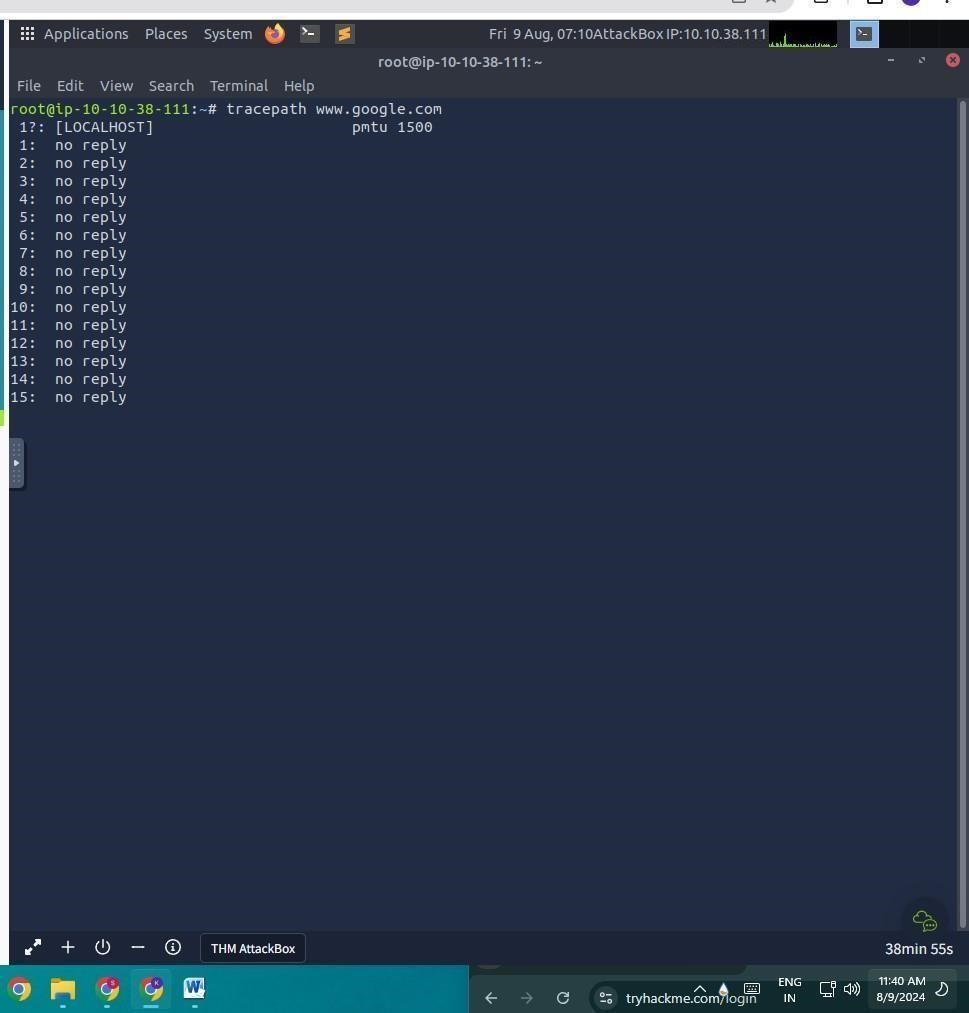 Applications Places System Fri 9 Aug, 07:10AttackBox IP:10.10.38.111
root@ip-10-10-38-111: ~
File Edit View Search Terminal Help
root@ip-10-10-38-111:~# tracepath www.google.com
1?: [LOCALHOST] pmtu 1500
1: no reply
2: no reply
3: no reply
4: no reply
5: no reply
6: no reply
7: no reply
8: no reply
9: no reply
10: no reply
11: no reply
12: no reply
13: no reply
14: no reply
15: no reply
THM AttackBox 38min 55s
tryhackme.com/login
ENG
IN
11:40 AM
8/9/2024